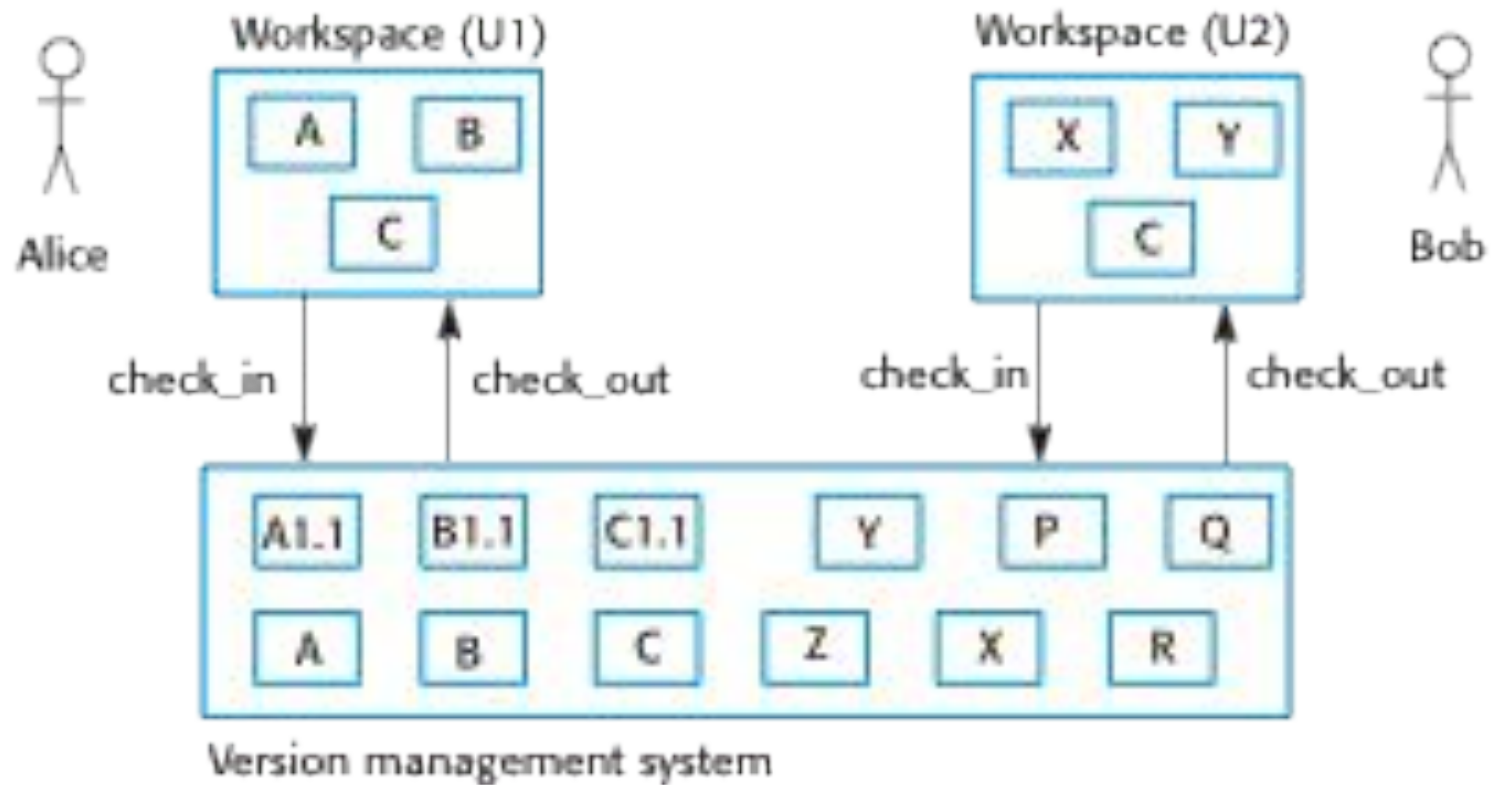 Workspace (U1)
Workspace (U2)
A
B
X
Y
C
C
Alice
Bob
check_in
check_out
check_in
check_out
A1.1
B1.1
C1.1
Y
P
Q
A
B
C
Z
X
R
Version management system